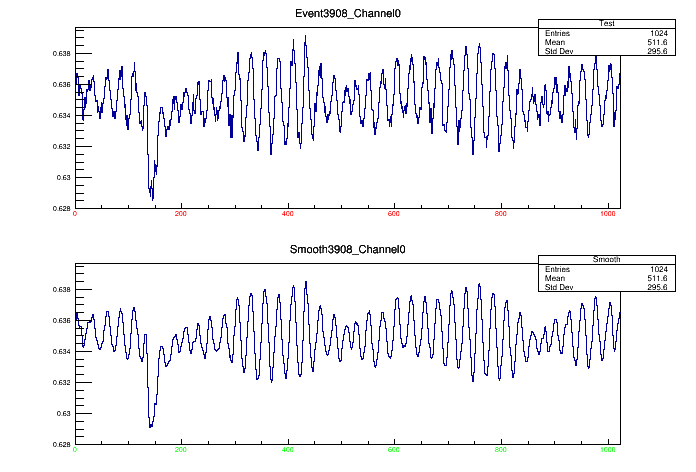 Event3908_Channel0
Test
Entries 1024
Mean 511.6
Std Dev 295.6
0.638
0.636
0.634
0.632
0.63
0.628
0 200 400 600 800 1000
Smooth3908_Channel0
Smooth
Entries 1024
Mean 511.6
Std Dev 295.6
0.638
0.636
0.634
0.632
0.63
0.628
0 200 400 600 800 1000